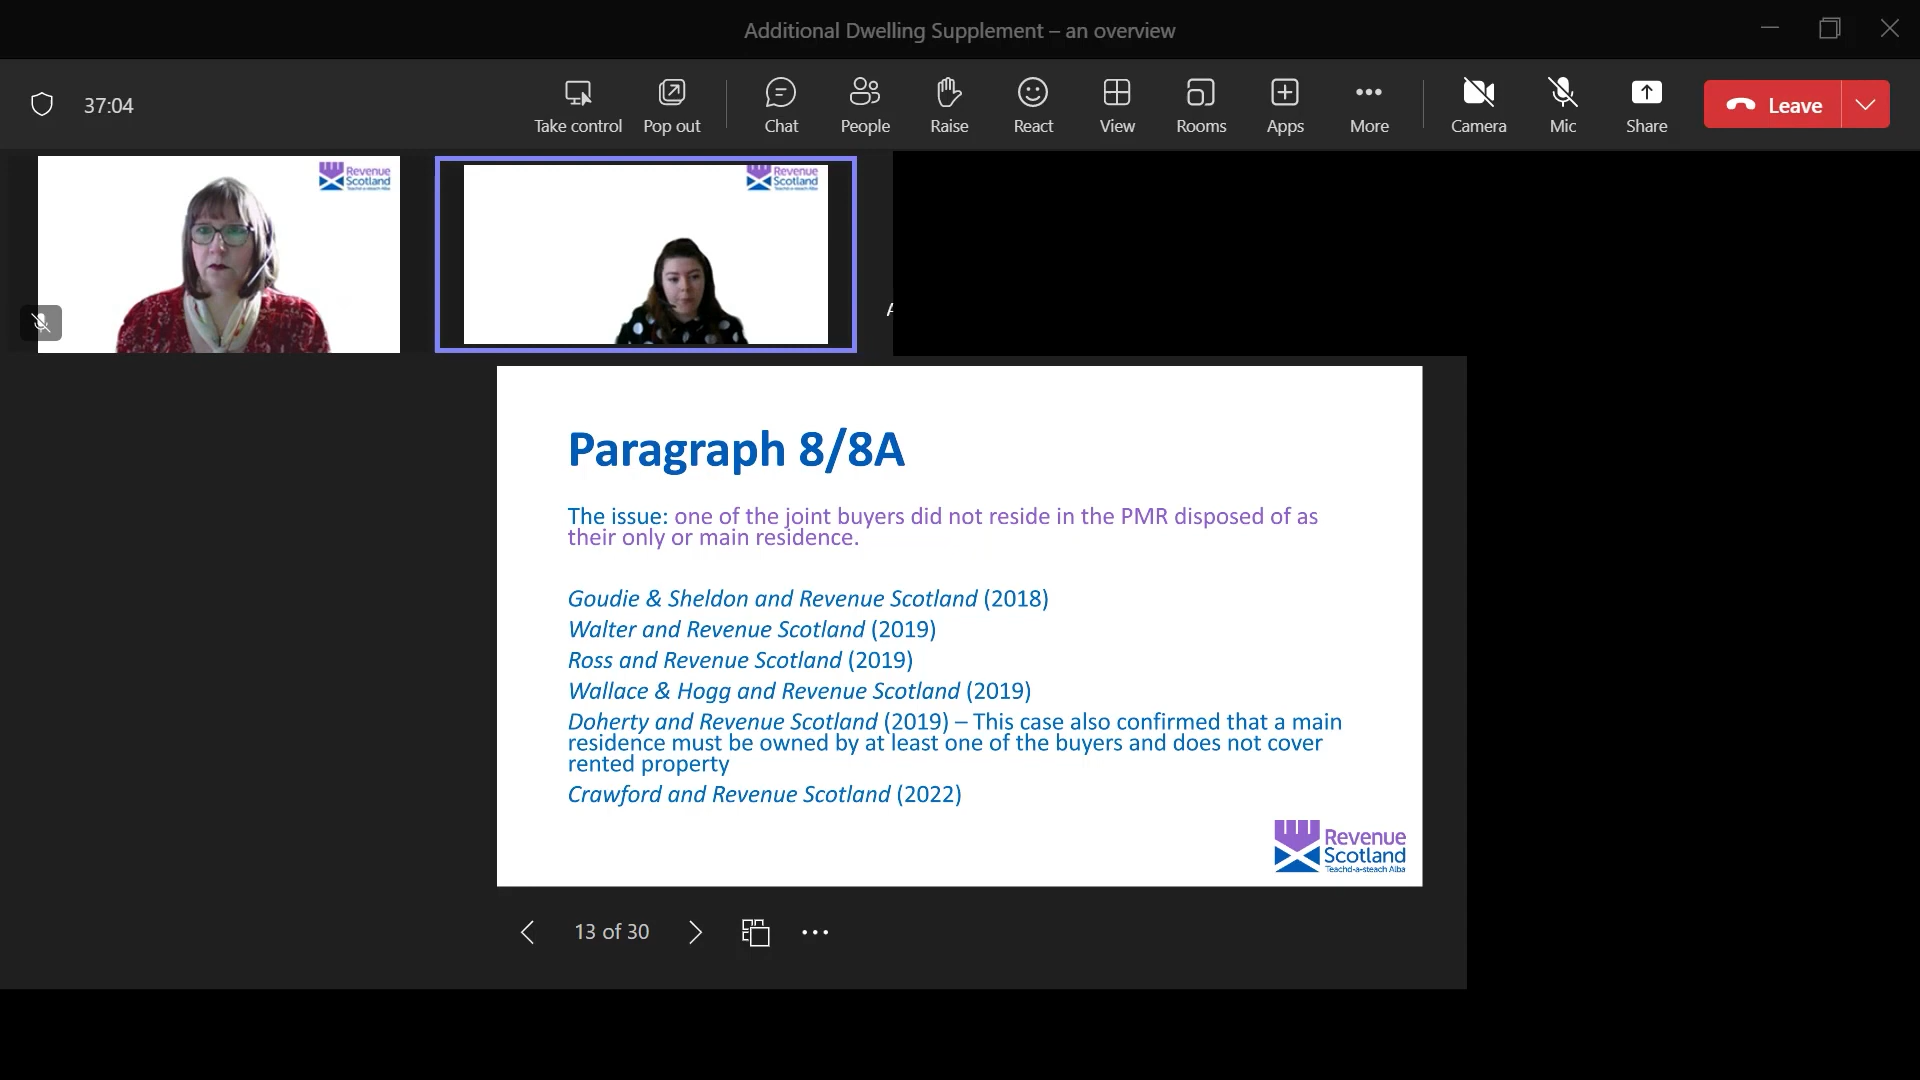 Additional Dwelling Supplement – an overview
37:04
Take control
Pop out
Chat
People
Raise
React
View
Rooms
Apps
More
Camera
Mic
Share
Leave
Revenue
Scotland
Teachd-a-steach Alba
Revenue
Scotland
Teachd-a-steach Alba
A
Paragraph 8/8A
The issue: one of the joint buyers did not reside in the PMR disposed of as
their only or main residence.
Goudie & Sheldon and Revenue Scotland (2018)
Walter and Revenue Scotland (2019)
Ross and Revenue Scotland (2019)
Wallace & Hogg and Revenue Scotland (2019)
Doherty and Revenue Scotland (2019) – This case also confirmed that a main
residence must be owned by at least one of the buyers and does not cover
rented property
Crawford and Revenue Scotland (2022)
Revenue
Scotland
Teachd-a-steach Alba
13 of 30